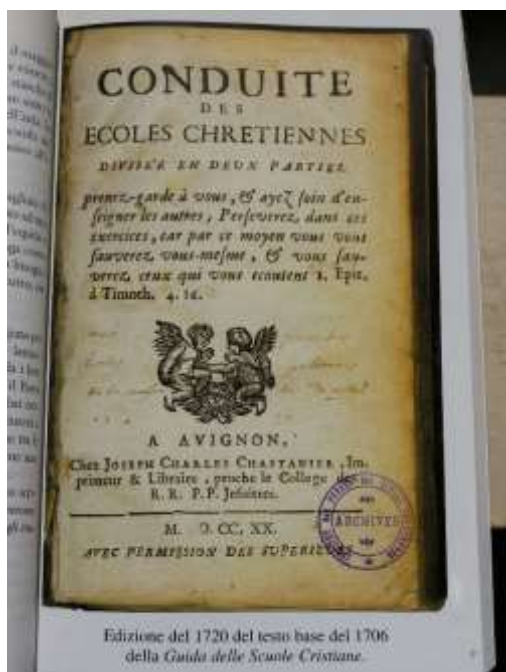 CONDUITE
DES
ECOLES CHRETIENNES
DIVISÉE EN DEUX PARTIES.
prenez-garde à vous, & ayez soin d'en-
seigner les autres, Perseverez, dans ces
exercices, car par ce moyen vous vous
sauverez vous-mesme, & vous sau-
verez ceux qui vous ecoutent 1. Epit.
à Timoth. 4. 16.
A AVIGNON,
Chez JOSEPH CHARLES CHASTANIER, Im-
primeur & Libraire, proche le College des
R. R. P.P. Jesuites.
M. D. CC, XX.
AVEC PERMISSION DES SUPERIEURS
ARCHIVES
Edizione del 1720 del testo base del 1706
della Guida delle Scuole Cristiane.